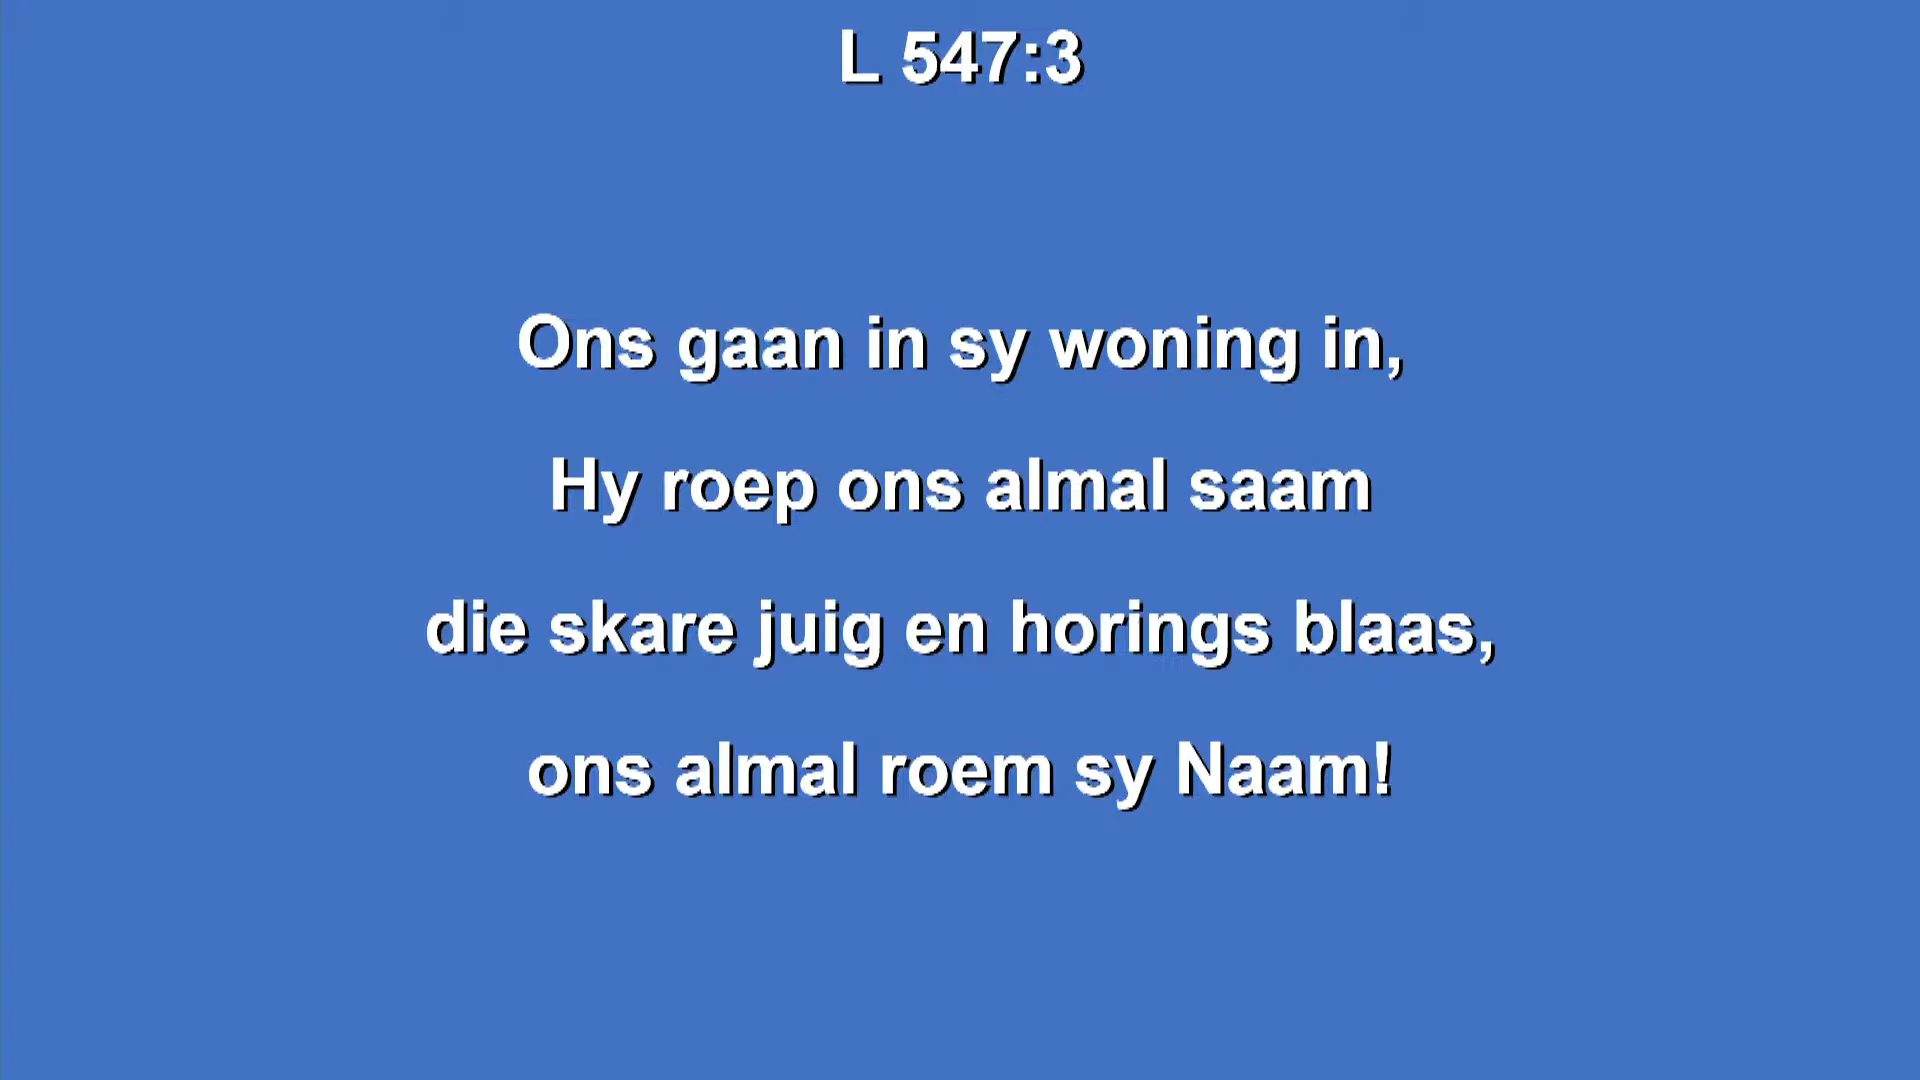 L 547:3
Ons gaan in sy woning in,
Hy roep ons almal saam
die skare juig en horings blaas,
ons almal roem sy Naam!